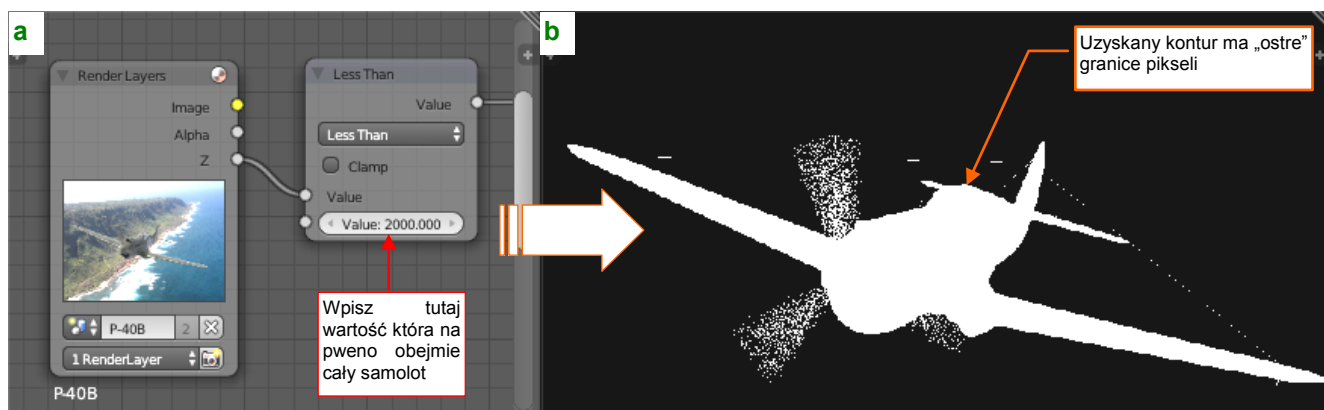 a
Render Layers
Image
Alpha
Z
P-40B
2
1 RenderLayer
P-40B
Less Than
Value
Less Than
Clamp
Value
Value: 2000.000
Wpisz tutaj
wartość która na
pweno obejmie
cały samolot
b
Uzyskany kontur ma „ostre”
granice pikseli